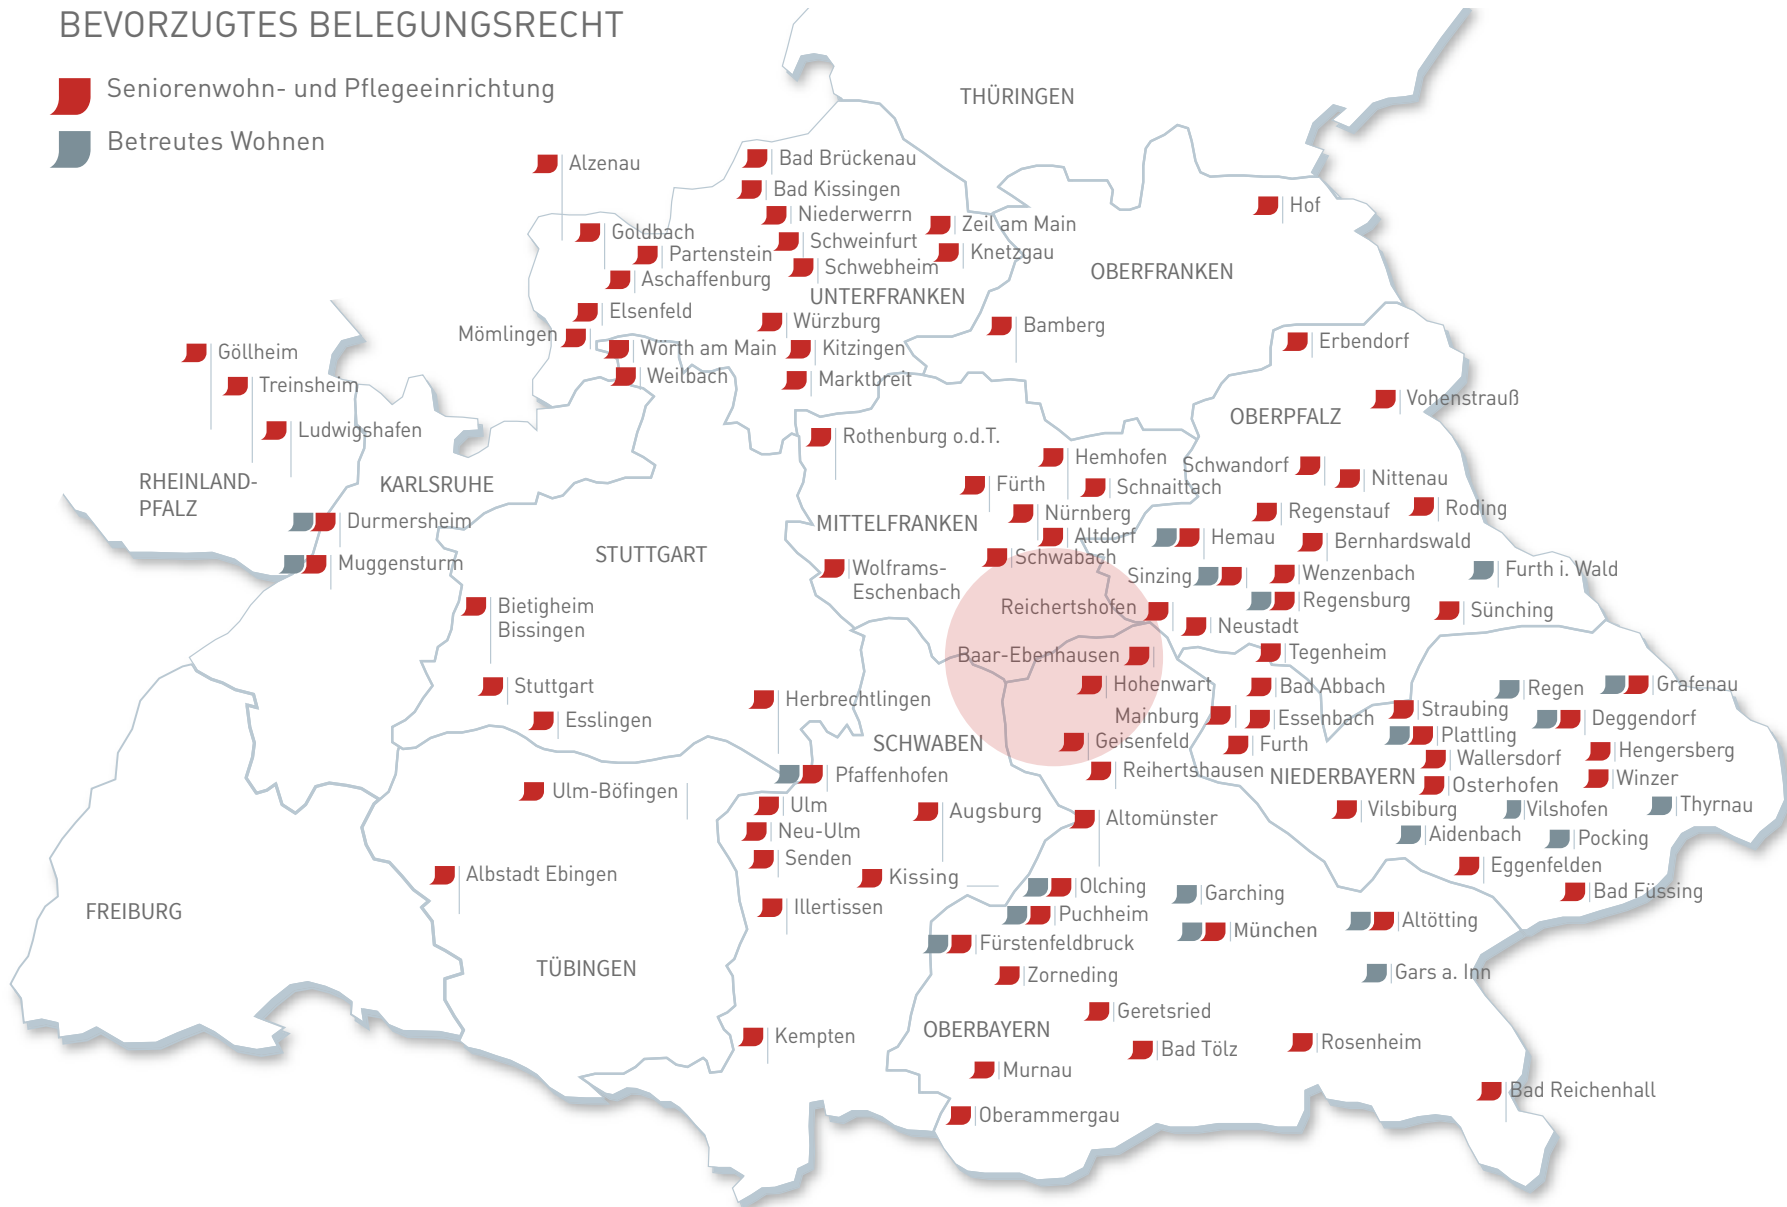 BEVORZUGTES BELEGUNGSRECHT
Seniorenwohn- und Pflegeeinrichtung
Betreutes Wohnen
THÜRINGEN
Alzenau
Bad Brückenau
Bad Kissingen
Niederwerrn
Hof
Goldbach
Zeil am Main
Schweinfurt
Partenstein
Knetzgau
Schwebheim
Aschaffenburg
OBERFRANKEN
UNTERFRANKEN
Elsenfeld
Würzburg
Bamberg
Mömlingen
Erbendorf
Wörth am Main
Kitzingen
Göllheim
Weilbach
Marktbreit
Treinsheim
Vohenstrauß
OBERPFALZ
Ludwigshafen
Rothenburg o.d.T.
Hemhofen
Schwandorf
Nittenau
RHEINLAND-
PFALZ
KARLSRUHE
Fürth
Schnaittach
Regenstauf
Roding
Durmersheim
MITTELFRANKEN
Nürnberg
Altdorf
Hemau
Bernhardswald
STUTTGART
Schwabach
Muggensturm
Wolframs-
Eschenbach
Sinzing
Wenzenbach
Furth i. Wald
Bietigheim
Bissingen
Reichertshofen
Regensburg
Sünching
Neustadt
Baar-Ebenhausen
Tegenheim
Stuttgart
Hohenwart
Bad Abbach
Regen
Grafenau
Herbrechtlingen
Straubing
Esslingen
Mainburg
Essenbach
Deggendorf
SCHWABEN
Geisenfeld
Furth
Plattling
Hengersberg
Wallersdorf
Pfaffenhofen
Reihertshausen
NIEDERBAYERN
Osterhofen
Winzer
Ulm-Böfingen
Ulm
Augsburg
Altomünster
Vilsbiburg
Vilshofen
Thyrnau
Neu-Ulm
Aidenbach
Pocking
Senden
Eggenfelden
Albstadt Ebingen
Kissing
Olching
Garching
Bad Füssing
FREIBURG
Illertissen
Puchheim
München
Altötting
Fürstenfeldbruck
TÜBINGEN
Zorneding
Gars a. Inn
Geretsried
OBERBAYERN
Kempten
Bad Tölz
Rosenheim
Murnau
Bad Reichenhall
Oberammergau